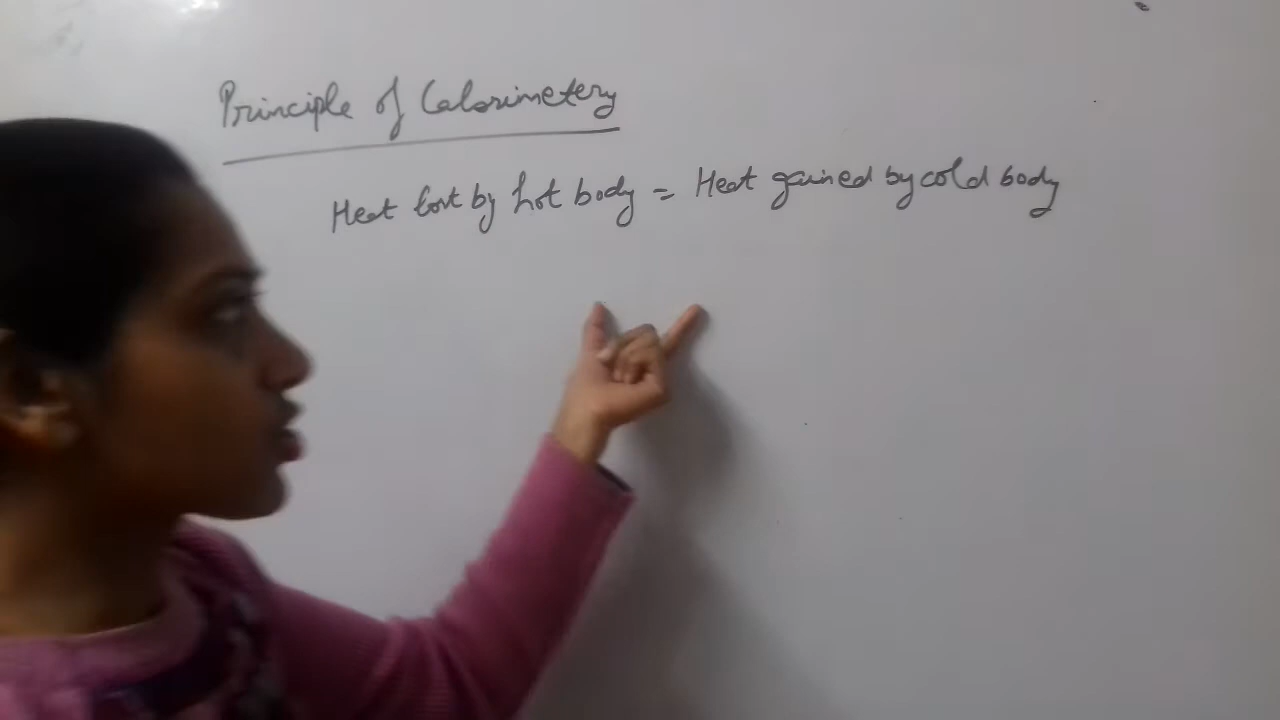 Principle of Calorimetery
Heat lost by hot body = Heat gained by cold body